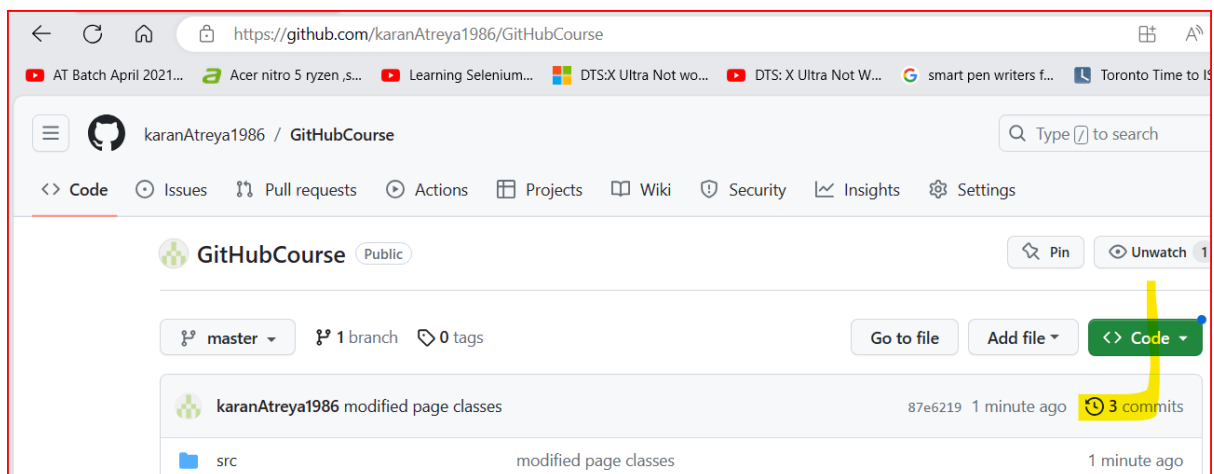 https://github.com/karanAtreya1986/GitHubCourse A
AT Batch April 2021... Acer nitro 5 ryzen ,s... Learning Selenium... DTS:X Ultra Not wo... DTS: X Ultra Not W... smart pen writers f... Toronto Time to IS
karanAtreya1986 / GitHubCourse Type / to search
Code Issues Pull requests Actions Projects Wiki Security Insights Settings
GitHubCourse Public Pin Unwatch 1
master 1 branch 0 tags Go to file Add file <> Code
karanAtreya1986 modified page classes 87e6219 1 minute ago 3 commits
src modified page classes 1 minute ago